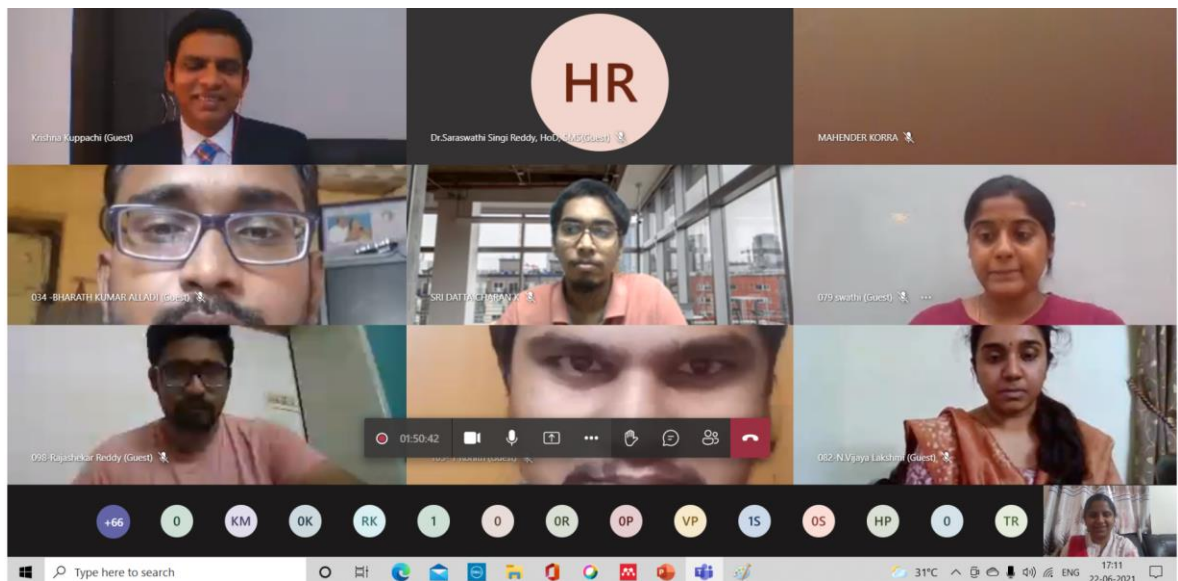 HR
Krishna Kuppachi (Guest)
Dr.Saraswathi Singi Reddy, HoD, SMS(Guest)
MAHENDER KORRA
034 -BHARATH KUMAR ALLADI (Guest)
SRI DATTA CHARAN K
079 swathi (Guest)
098-Rajashekar Reddy (Guest)
01:50:42
082-N.Vijaya Lakshmi (Guest)
+66 0 KM 0K RK 1 0 0R 0P VP 1S 0S HP 0 TR
Type here to search
31°C ENG 17:11
22-06-2021